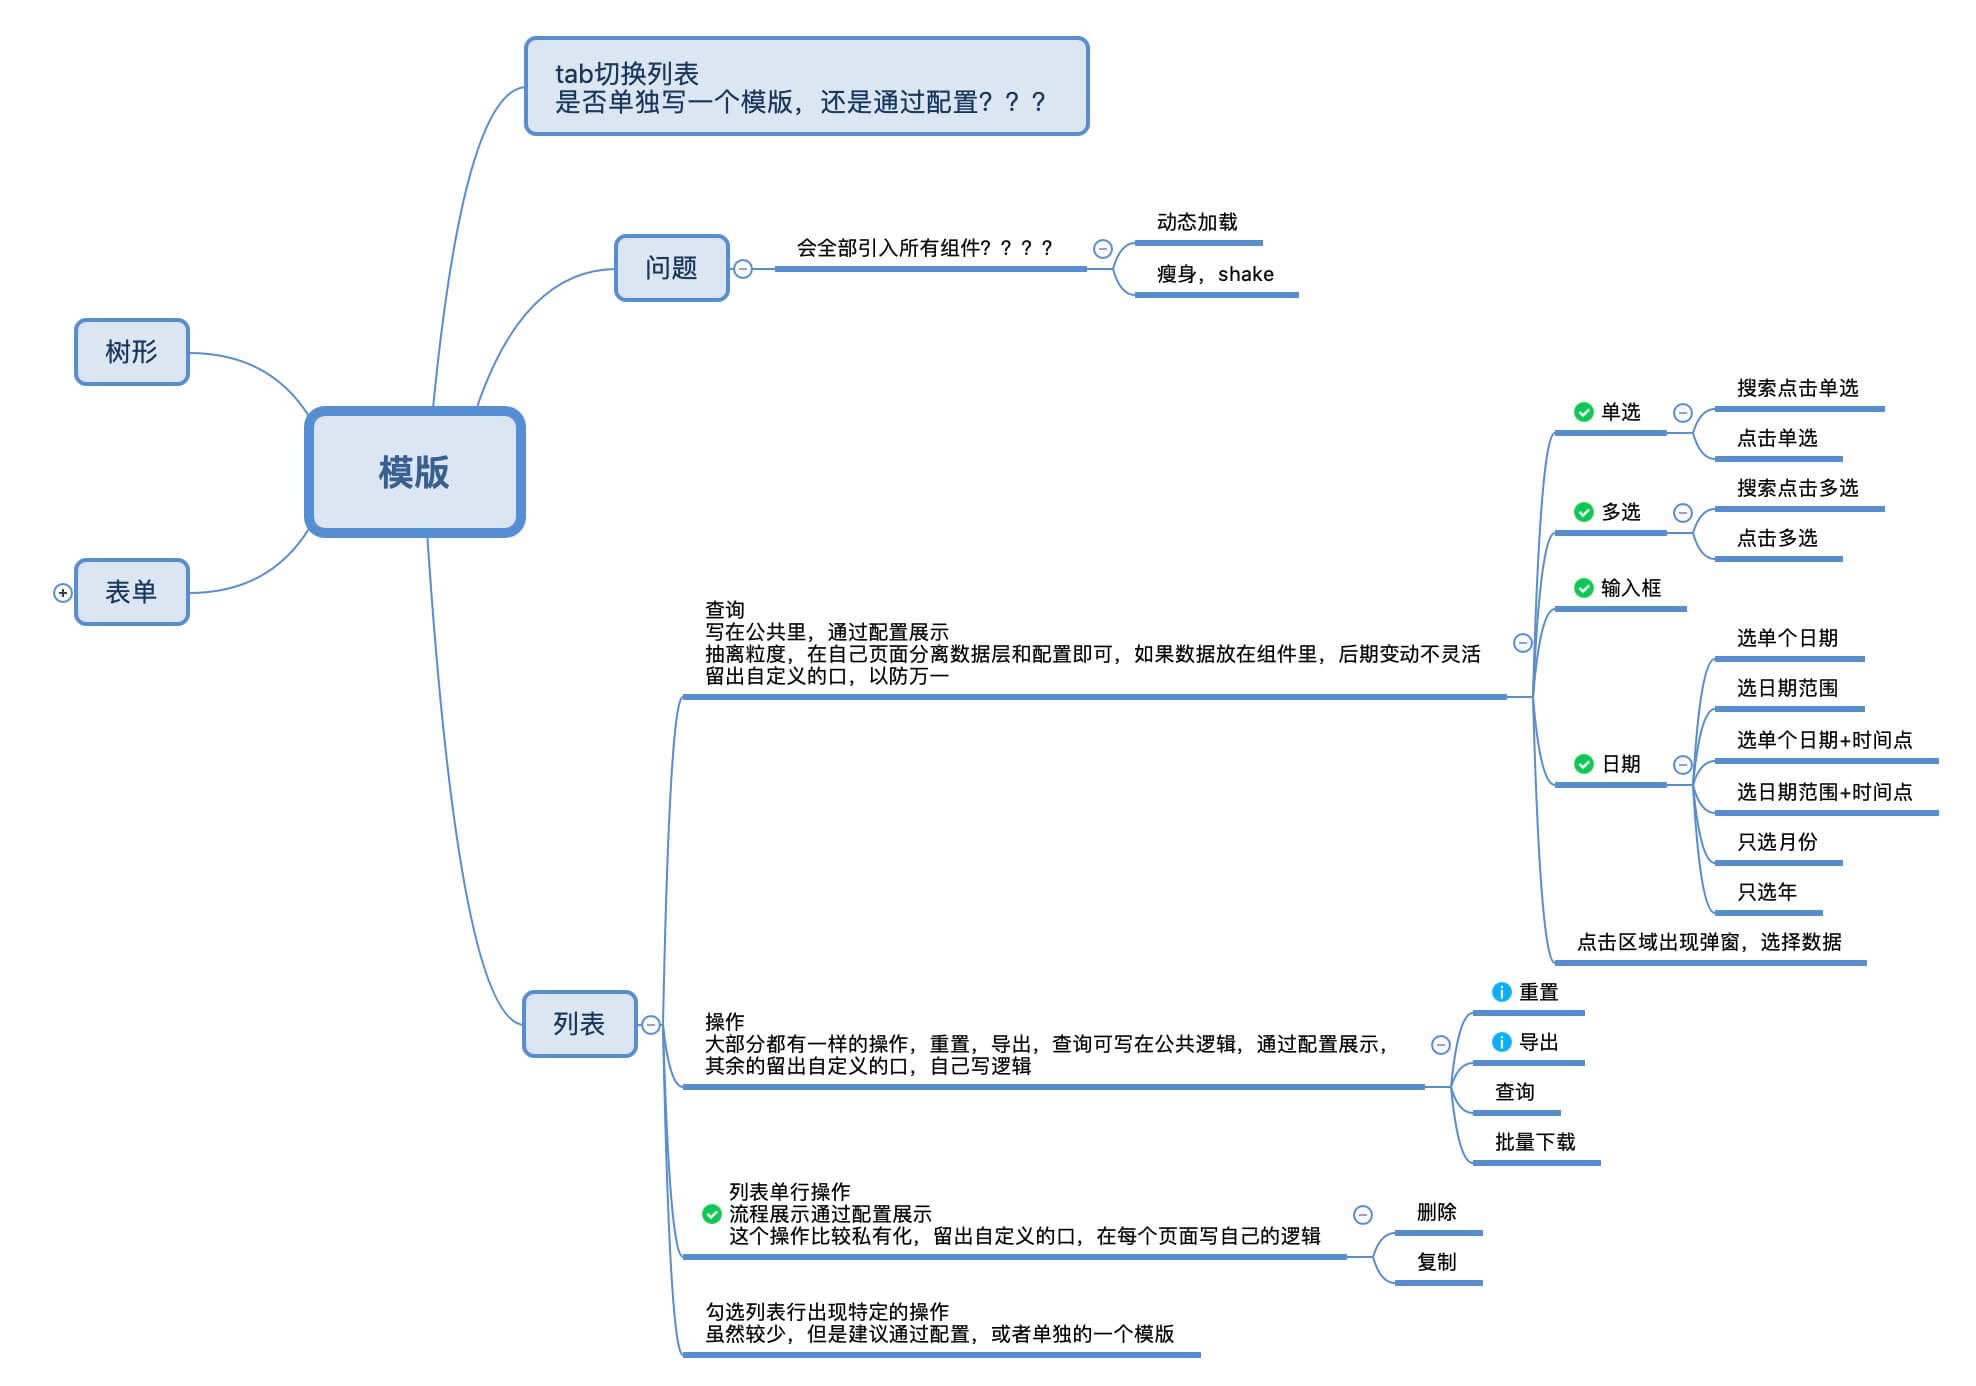 tab切换列表
是否单独写一个模版，还是通过配置？？？
问题
会全部引入所有组件？？？？
动态加载
瘦身，shake
树形
模版
表单
列表
查询
写在公共里，通过配置展示
抽离粒度，在自己页面分离数据层和配置即可，如果数据放在组件里，后期变动不灵活
留出自定义的口，以防万一
单选
搜索点击单选
点击单选
多选
搜索点击多选
点击多选
输入框
日期
选单个日期
选日期范围
选单个日期+时间点
选日期范围+时间点
只选月份
只选年
点击区域出现弹窗，选择数据
操作
大部分都有一样的操作，重置，导出，查询可写在公共逻辑，通过配置展示，
其余的留出自定义的口，自己写逻辑
重置
导出
查询
批量下载
列表单行操作
流程展示通过配置展示
这个操作比较私有化，留出自定义的口，在每个页面写自己的逻辑
删除
复制
勾选列表行出现特定的操作
虽然较少，但是建议通过配置，或者单独的一个模版